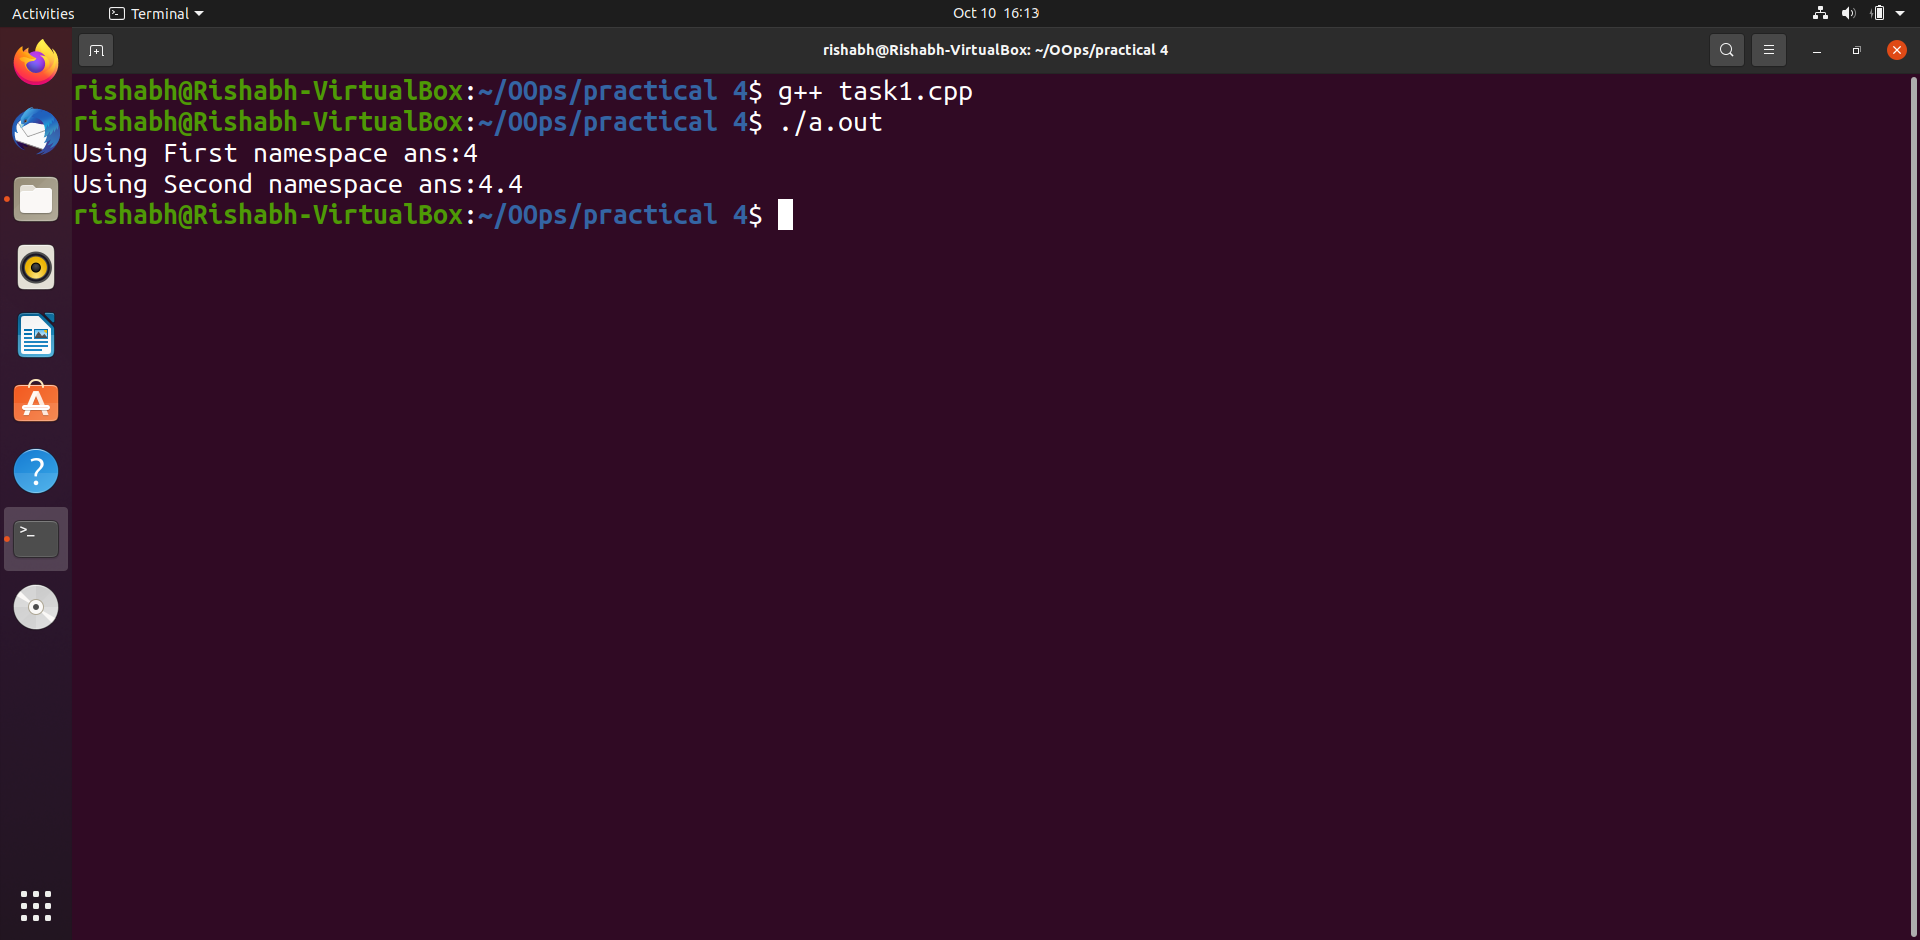 Activities
Terminal
Oct 10 16:13
rishabh@Rishabh-VirtualBox: ~/OOps/practical 4
rishabh@Rishabh-VirtualBox:~/OOps/practical 4$ g++ task1.cpp
rishabh@Rishabh-VirtualBox:~/OOps/practical 4$ ./a.out
Using First namespace ans:4
Using Second namespace ans:4.4
rishabh@Rishabh-VirtualBox:~/OOps/practical 4$